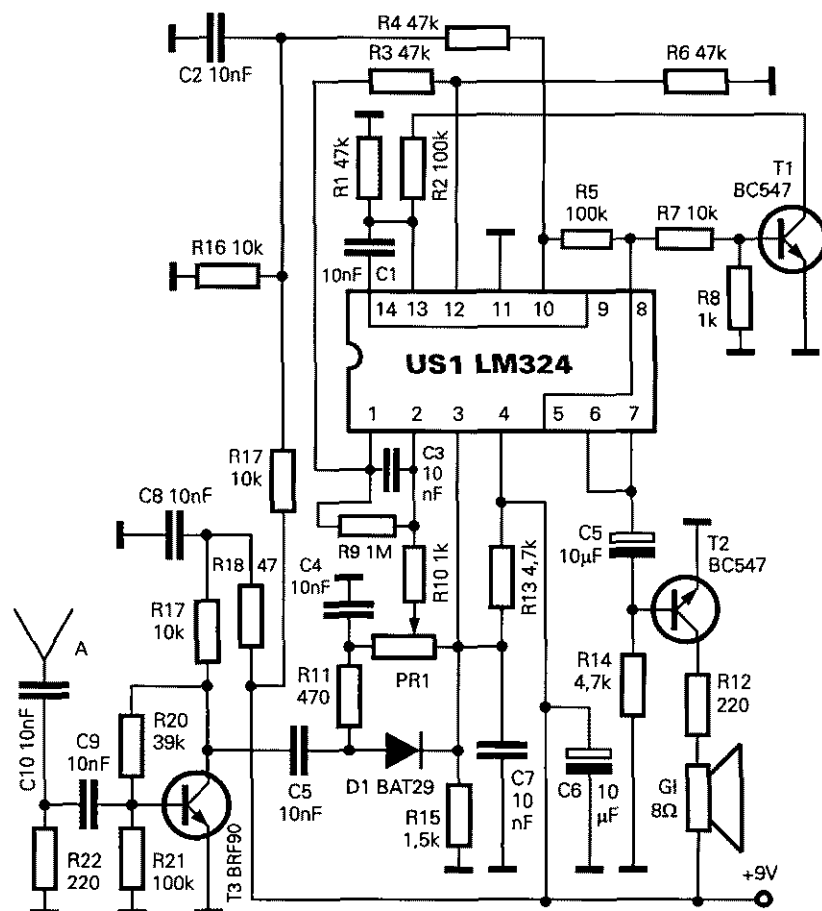 R4 47k
C2 10nF
R3 47k
R6 47k
R1 47k
R2 100k
T1
BC547
R5
100k
R7 10k
R16 10k
10nF
C1
R8
1k
14 13 12 11 10 9 8
US1 LM324
1 2 3 4 5 6 7
R17
10k
C3
10
nF
C8 10nF
R9 1M
C5
10µF
T2
BC547
R18 47
C4
10nF
R10 1k
R13 4,7k
R17
10k
A
R11
470
PR1
R14
4,7k
R12
220
C10 10nF
C9
10nF
R20
39k
D1 BAT29
C5
10nF
C7
10
nF
C6
10
µF
Gł
8Ω
R15
1,5k
R22
220
R21
100k
T3 BRF90
+9V